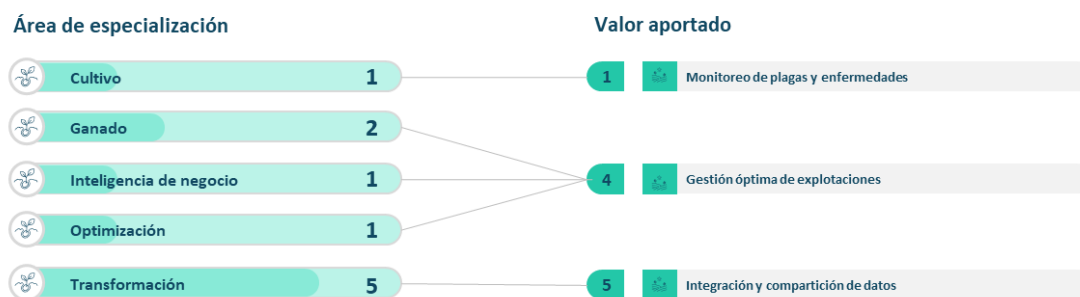 Área de especialización
Valor aportado
Cultivo 1
1 Monitoreo de plagas y enfermedades
Ganado 2
Inteligencia de negocio 1
4 Gestión óptima de explotaciones
Optimización 1
Transformación 5
5 Integración y compartición de datos